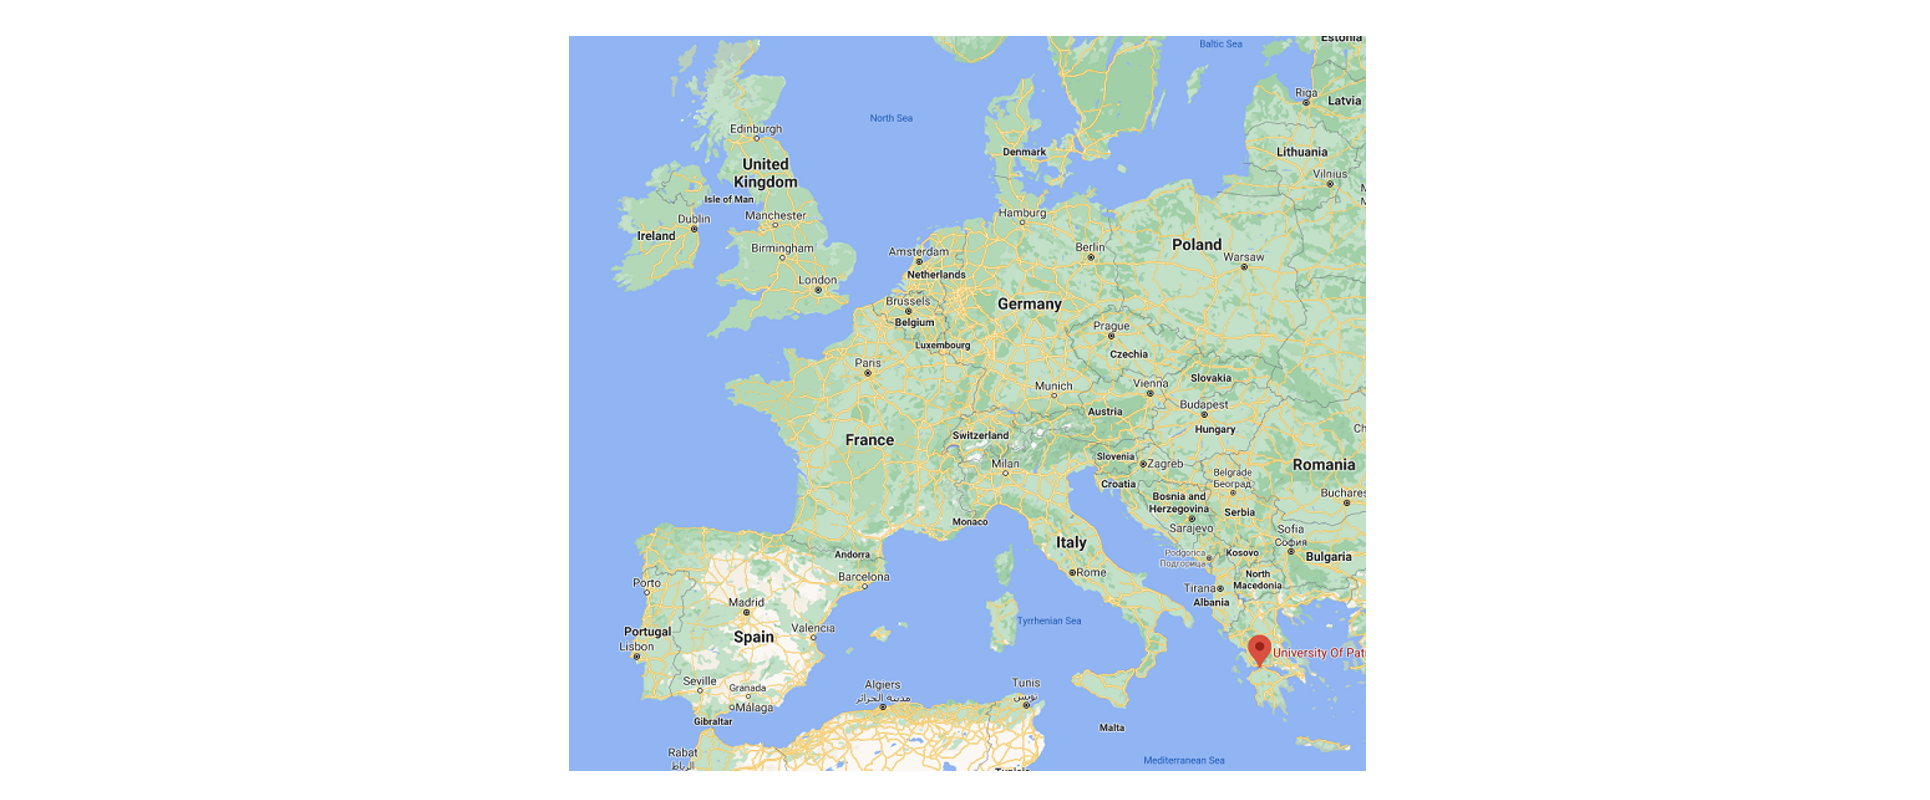 Estonia
Baltic Sea
Riga
Latvia
North Sea
Edinburgh
Denmark
Lithuania
United
Kingdom
Vilnius
Isle of Man
Dublin
Manchester
Hamburg
Ireland
Birmingham
Amsterdam
Berlin
Poland
Warsaw
Netherlands
London
Brussels
Germany
Belgium
Prague
Luxembourg
Czechia
Paris
Munich
Vienna
Slovakia
Budapest
Austria
Hungary
France
Switzerland
Milan
Slovenia
Zagreb
Romania
Belgrade
Београд
Croatia
Bosnia and
Herzegovina
Serbia
Buchares
Monaco
Sarajevo
Sofia
София
Italy
Andorra
Podgorica
Подгорица
Kosovo
Bulgaria
Barcelona
Rome
North
Macedonia
Porto
Tirana
Albania
Madrid
Tyrrhenian Sea
Portugal
Spain
Valencia
Lisbon
University Of Pat
Seville
Granada
Algiers
مدينة الجزائر
Tunis
تونس
Málaga
Gibraltar
Malta
Rabat
الرباط
Mediterranean Sea
Tunisia